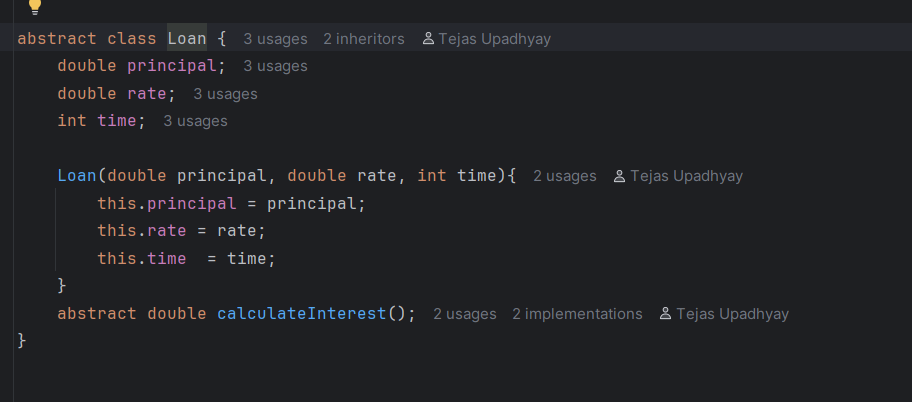 abstract class Loan { 3 usages 2 inheritors Tejas Upadhyay
double principal; 3 usages
double rate; 3 usages
int time; 3 usages
Loan(double principal, double rate, int time){ 2 usages Tejas Upadhyay
this.principal = principal;
this.rate = rate;
this.time  = time;
}
abstract double calculateInterest(); 2 usages 2 implementations Tejas Upadhyay
}